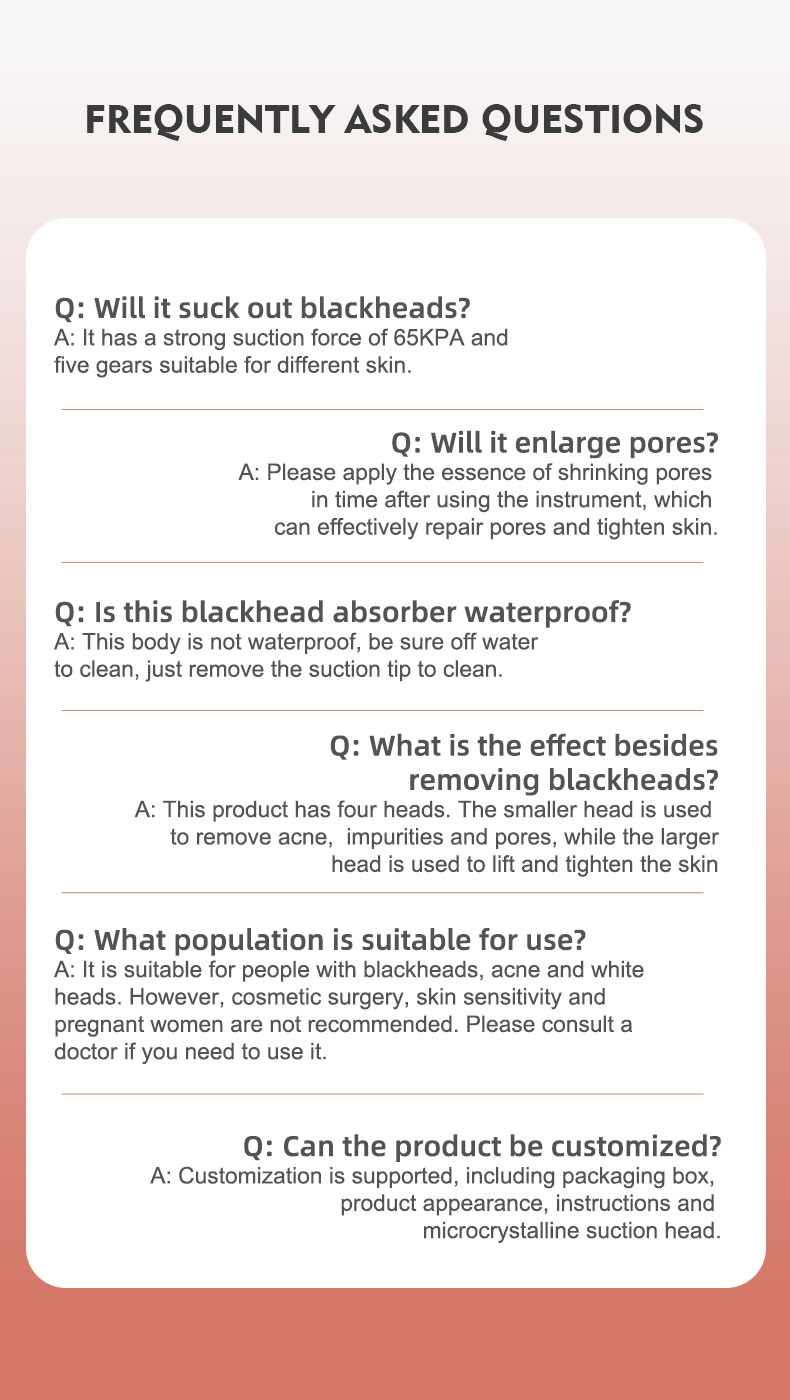 FREQUENTLY ASKED QUESTIONS
Q: Will it suck out blackheads?
A: It has a strong suction force of 65KPA and
five gears suitable for different skin.
Q: Will it enlarge pores?
A: Please apply the essence of shrinking pores
in time after using the instrument, which
can effectively repair pores and tighten skin.
Q: Is this blackhead absorber waterproof?
A: This body is not waterproof, be sure off water
to clean, just remove the suction tip to clean.
Q: What is the effect besides
removing blackheads?
A: This product has four heads. The smaller head is used
to remove acne,  impurities and pores, while the larger
head is used to lift and tighten the skin
Q: What population is suitable for use?
A: It is suitable for people with blackheads, acne and white
heads. However, cosmetic surgery, skin sensitivity and
pregnant women are not recommended. Please consult a
doctor if you need to use it.
Q: Can the product be customized?
A: Customization is supported, including packaging box,
product appearance, instructions and
microcrystalline suction head.